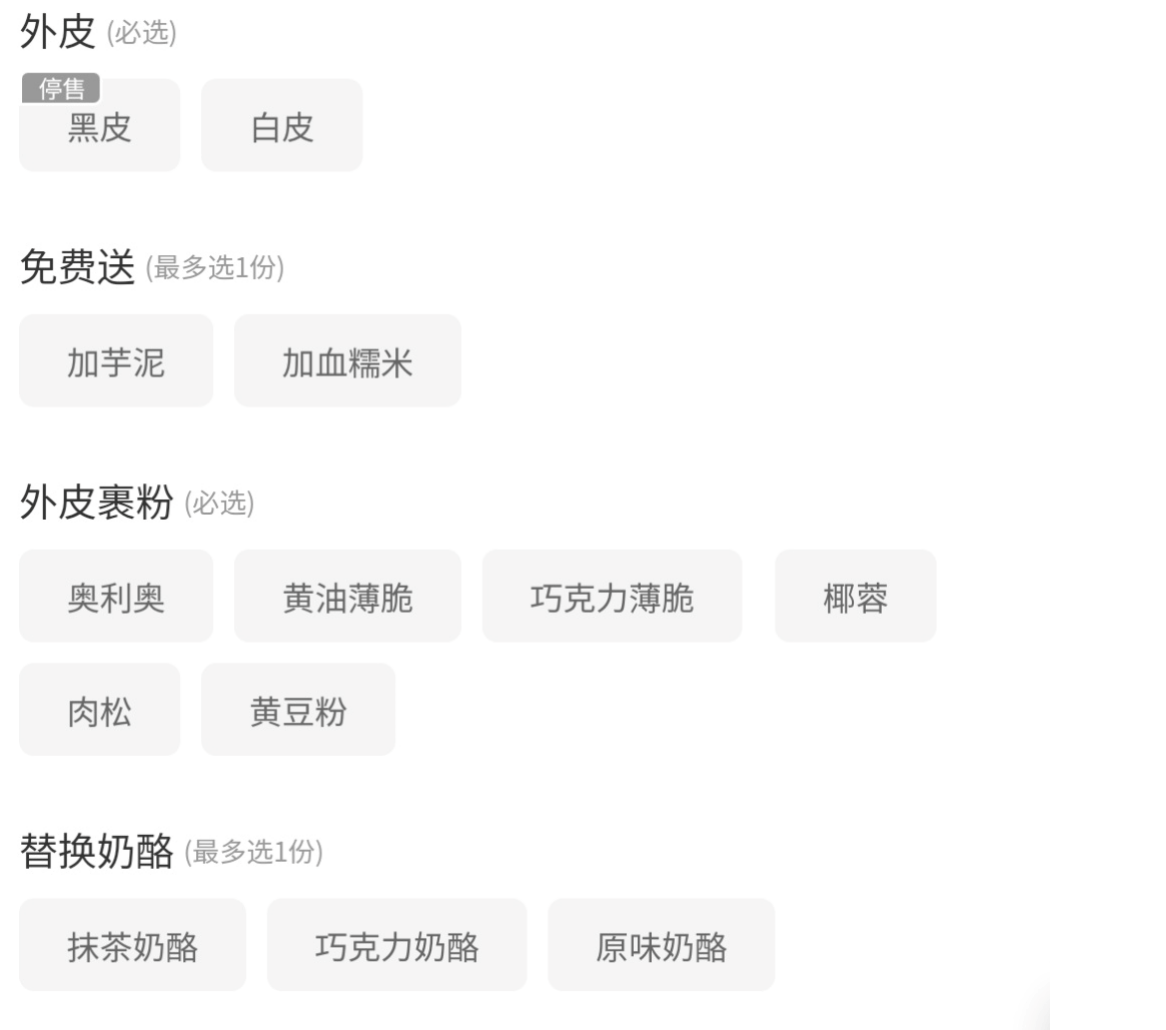 外皮 (必选)
停售
黑皮 白皮
免费送 (最多选1份)
加芋泥 加血糯米
外皮裹粉 (必选)
奥利奥 黄油薄脆 巧克力薄脆 椰蓉
肉松 黄豆粉
替换奶酪 (最多选1份)
抹茶奶酪 巧克力奶酪 原味奶酪